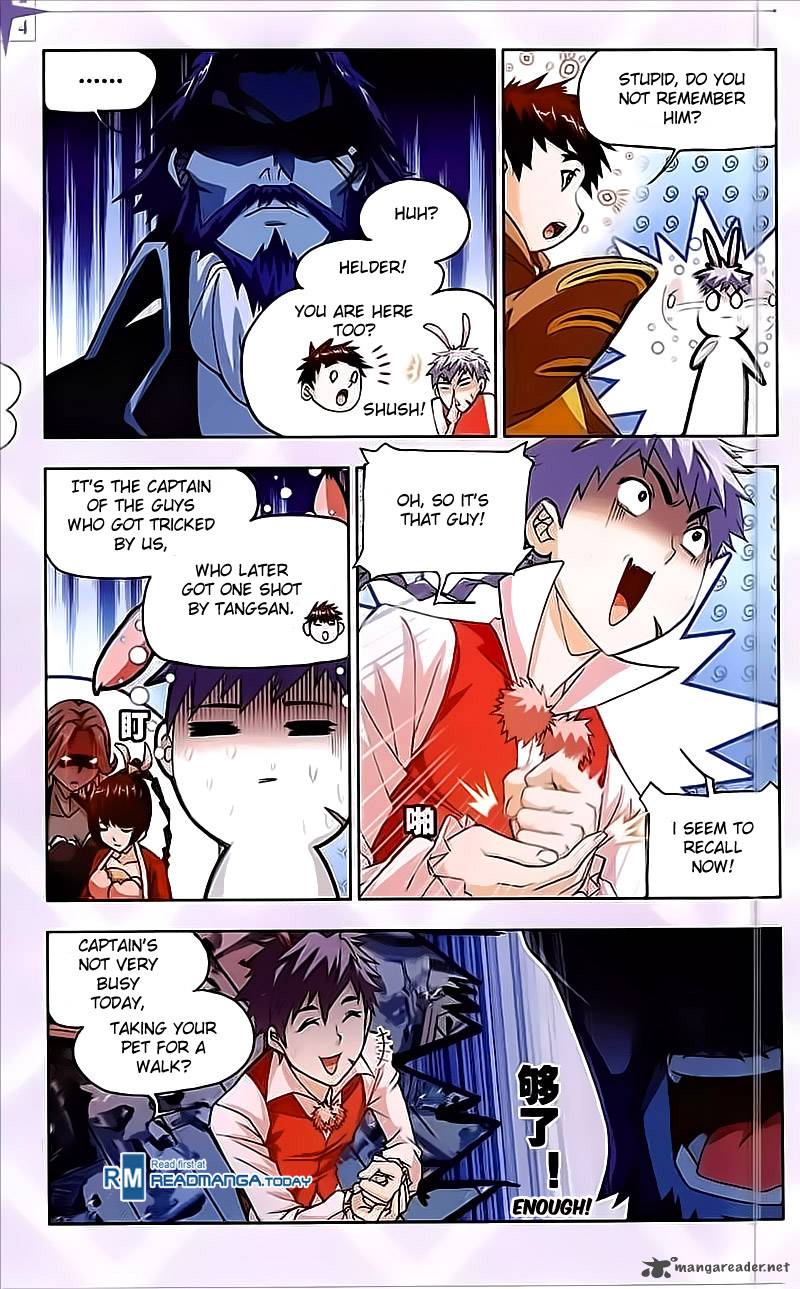 4
......
HUH?
HELDER!
YOU ARE HERE
TOO?
SHUSH!
STUPID, DO YOU
NOT REMEMBER
HIM?
IT'S THE CAPTAIN
OF THE GUYS
WHO GOT TRICKED
BY US,
WHO LATER
GOT ONE SHOT
BY TANGSAN.
盯
OH, SO IT'S
THAT GUY!
啪
I SEEM TO
RECALL
NOW!
CAPTAIN'S
NOT VERY
BUSY
TODAY,
TAKING YOUR
PET FOR A
WALK?
够了！
ENOUGH!
RM Read first at
READMANGA.TODAY
mangareader.net